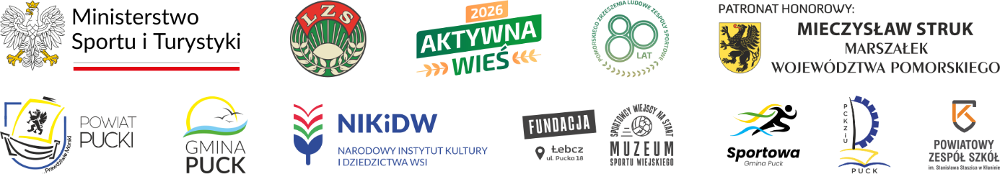 Ministerstwo
Sportu i Turystyki
LZS
2026
AKTYWNA
WIEŚ
POMORSKIEGO ZRZESZENIA LUDOWE ZESPOŁY SPORTOWE
80
LAT
PATRONAT HONOROWY:
MIECZYSŁAW STRUK
MARSZAŁEK
WOJEWÓDZTWA POMORSKIEGO
POWIAT
PUCKI
...Prawdziwie Morski
GMINA
PUCK
NIKiDW
NARODOWY INSTYTUT KULTURY
I DZIEDZICTWA WSI
FUNDACJA
Łebcz
ul. Pucka 18
SPORTOWCY WIEJSCY NA START
MUZEUM
SPORTU WIEJSKIEGO
Sportowa
Gmina Puck
PCKZiU
PUCK
POWIATOWY
ZESPÓŁ SZKÓŁ
im. Stanisława Staszica w Kłaninie